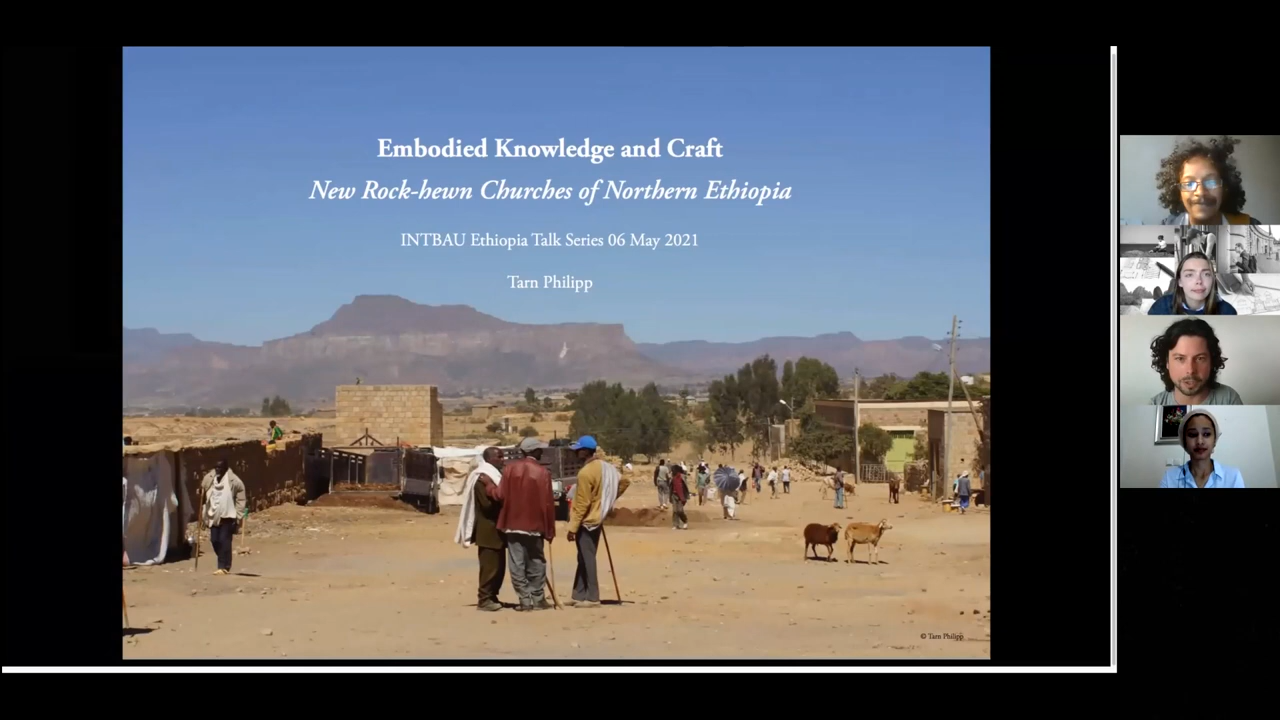 Embodied Knowledge and Craft
New Rock-hewn Churches of Northern Ethiopia
INTBAU Ethiopia Talk Series 06 May 2021
Tarn Philipp
© Tarn Philipp